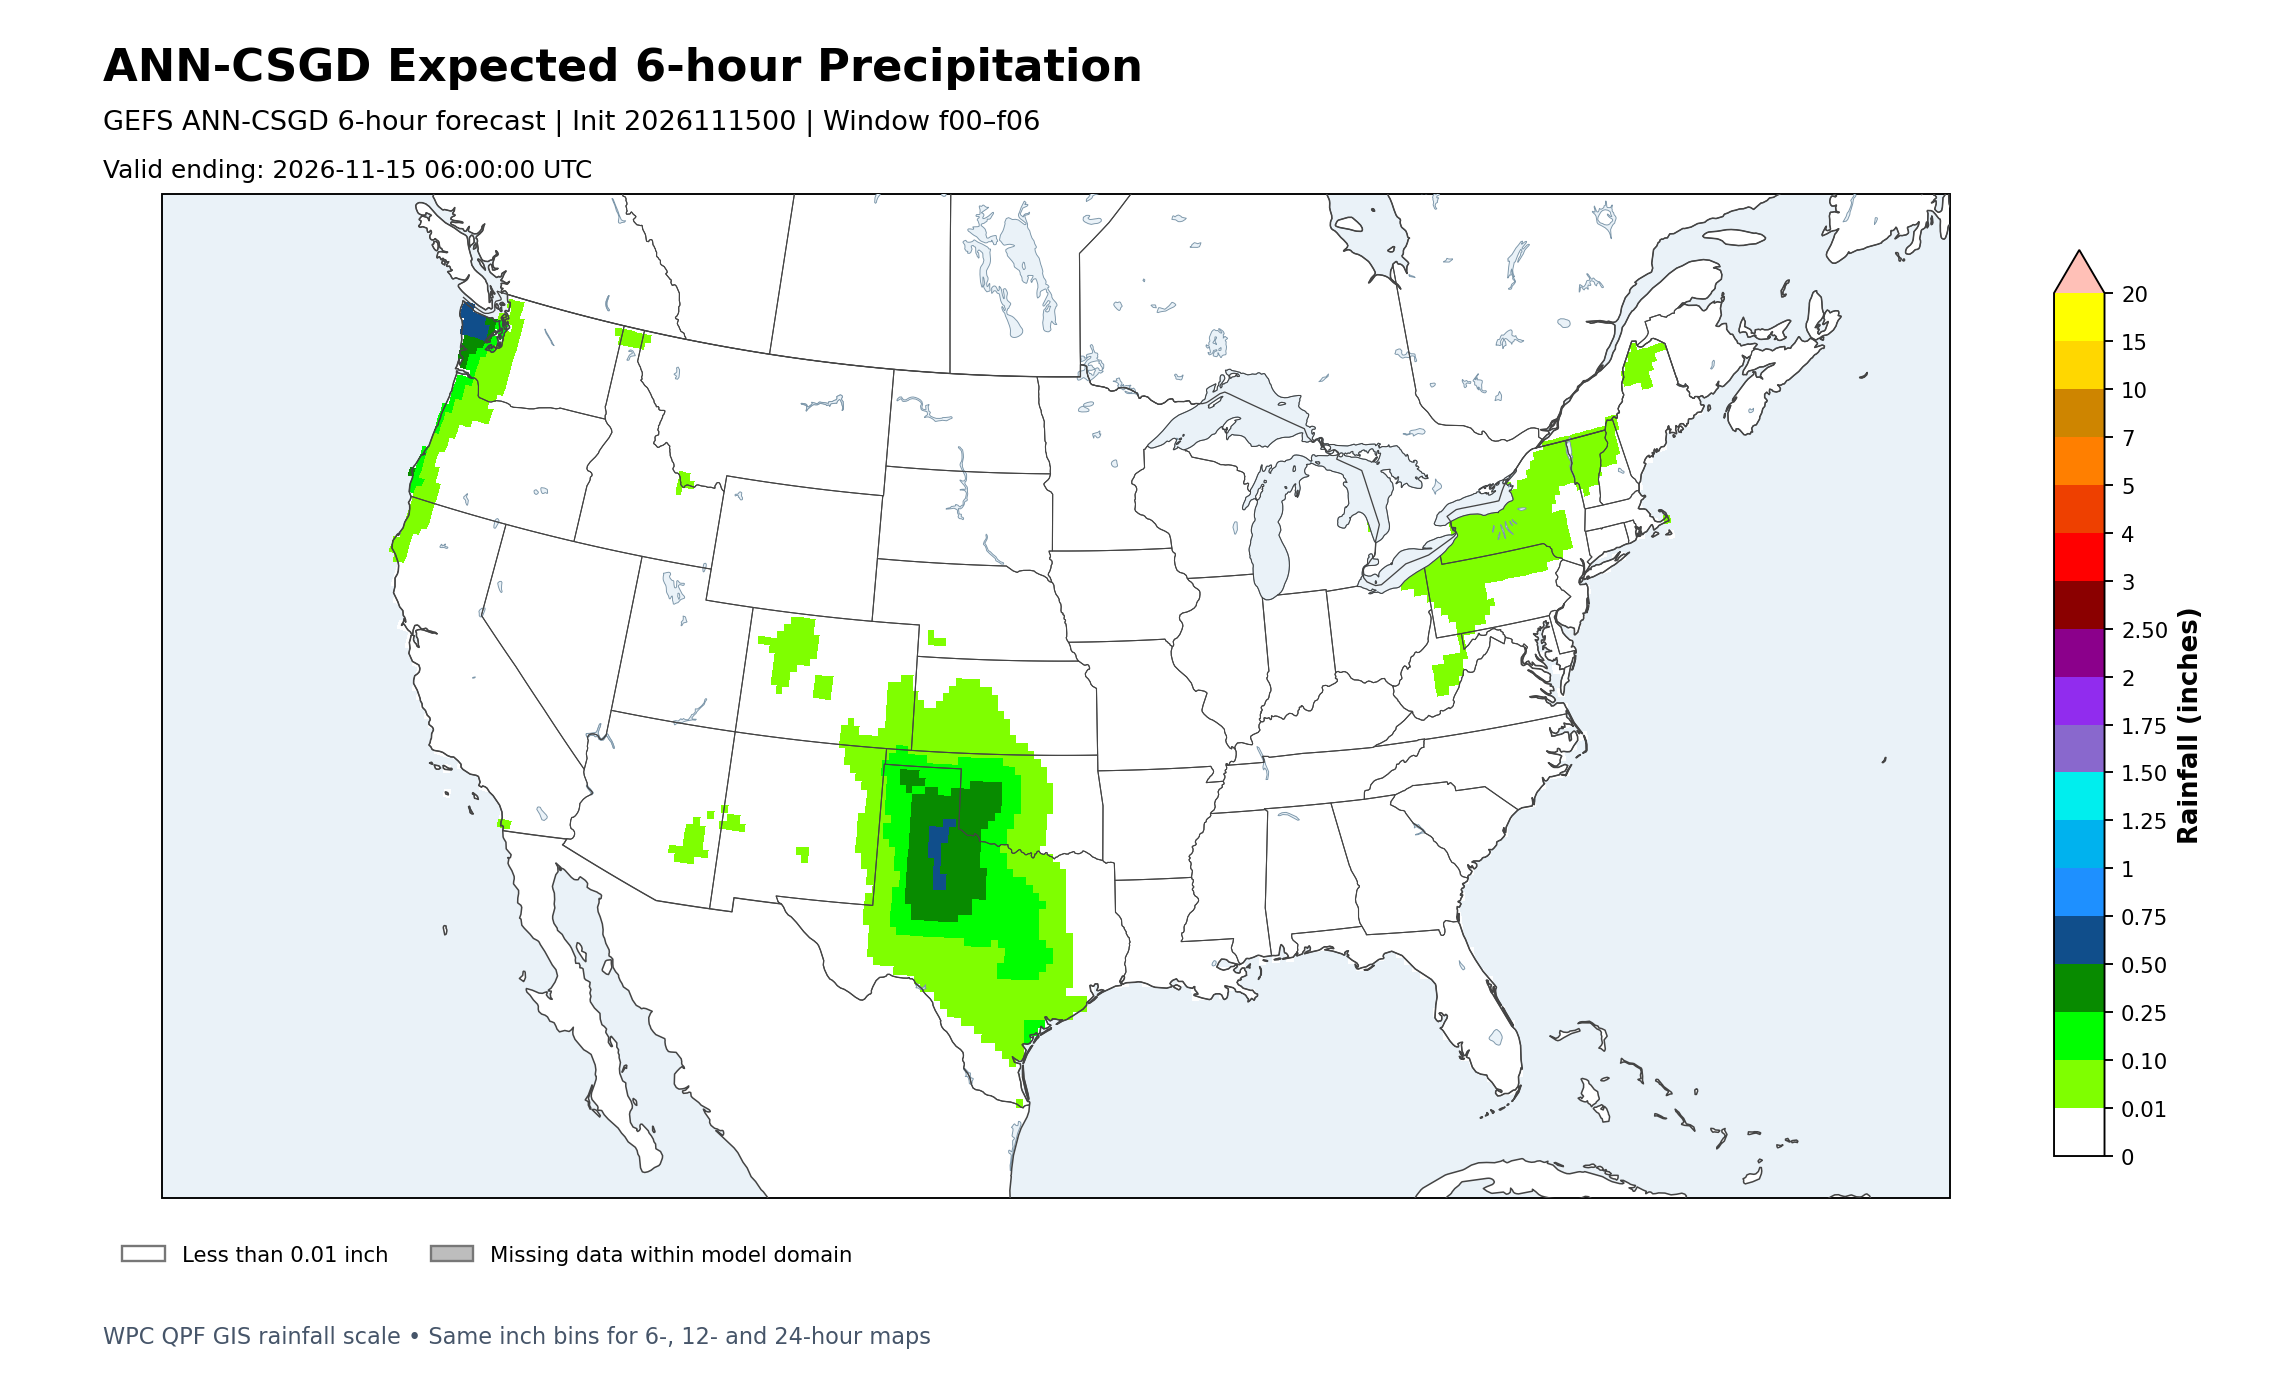 ANN-CSGD Expected 6-hour Precipitation
GEFS ANN-CSGD 6-hour forecast | Init 2026111500 | Window f00–f06
Valid ending: 2026-11-15 06:00:00 UTC
20
15
10
7
5
4
3
2.50
2
1.75
1.50
1.25
1
0.75
0.50
0.25
0.10
0.01
0
Rainfall (inches)
Less than 0.01 inch
Missing data within model domain
WPC QPF GIS rainfall scale • Same inch bins for 6-, 12- and 24-hour maps